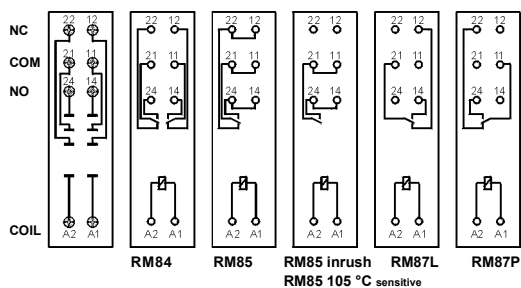 22 12 22 12 22 12 22 12 22 12 22 12
NC
COM
21 11 21 11 21 11 21 11 21 11 21 11
24 14 24 14 24 14 24 14 24 14 24 14
NO
COIL
A2 A1 A2 A1 A2 A1 A2 A1 A2 A1 A2 A1
RM84 RM85 RM85 inrush RM87L RM87P
RM85 105 °C sensitive